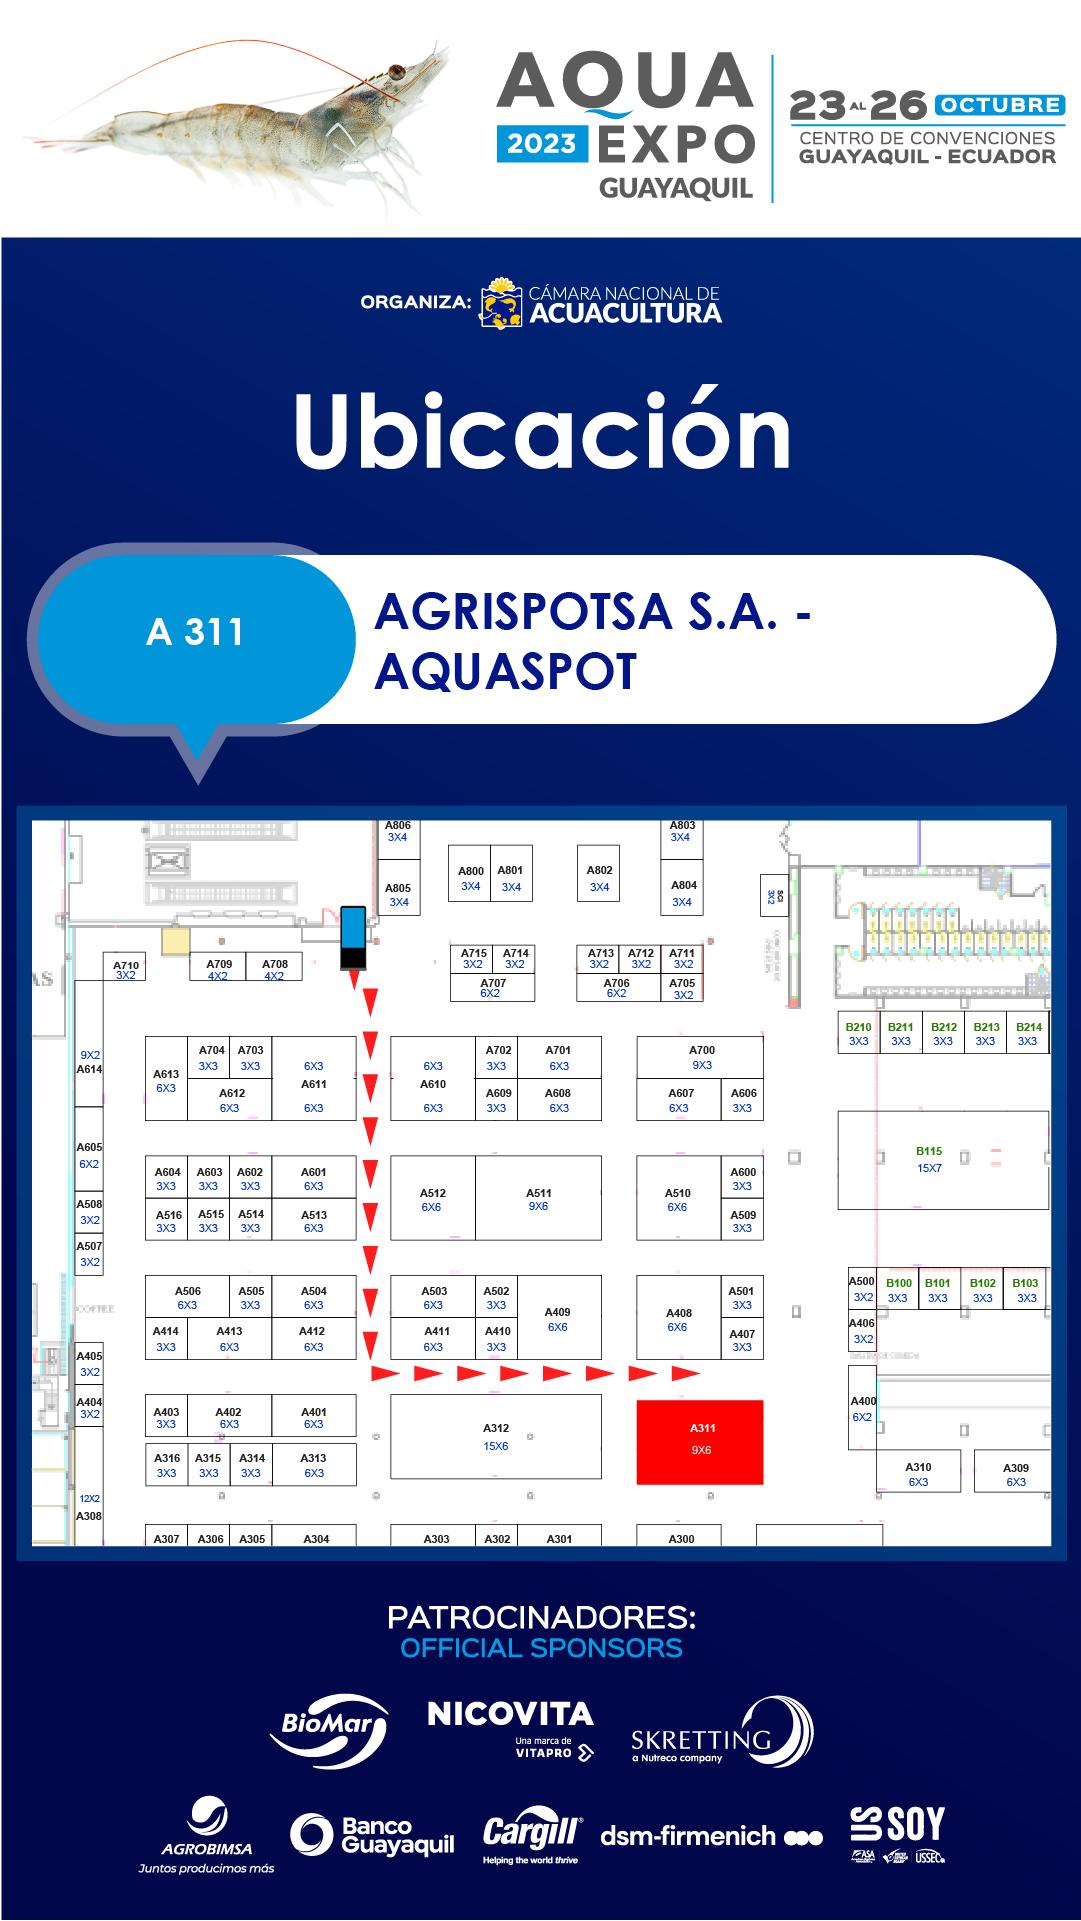 AQUA
2023 EXPO
GUAYAQUIL
23 AL 26 OCTUBRE
CENTRO DE CONVENCIONES
GUAYAQUIL - ECUADOR
ORGANIZA:
CÁMARA NACIONAL DE
ACUACULTURA
Ubicación
A 311
AGRISPOTSA S.A. -
AQUASPOT
A806 A803
3X4 3X4
A800 A801 A802
3X4 3X4 3X4
A805 A804
3X4 3X4
SCI
3X2
A710 A709 A708
3X2 4X2 4X2
A715 A714 A713 A712 A711
3X2 3X2 3X2 3X2 3X2
A707 A706 A705
6X2 6X2 3X2
B210 B211 B212 B213 B214
3X3 3X3 3X3 3X3 3X3
9X2
A614
A613
6X3
A704 A703
3X3 3X3 6X3
A612 A611
6X3 6X3
6X3 A702 A701
3X3 6X3
A610 A609 A608
6X3 3X3 6X3
A700
9X3
A607 A606
6X3 3X3
A605
6X2
B115
15X7
A604 A603 A602 A601
3X3 3X3 3X3 6X3
A516 A515 A514 A513
3X3 3X3 3X3 6X3
A512 A511 A510
6X6 9X6 6X6
A600
3X3
A509
3X3
A508
3X2
A507
3X2
COFFEE
A506 A505 A504
6X3 3X3 6X3
A414 A413 A412
3X3 6X3 6X3
A503 A502
6X3 3X3
A411 A410
6X3 3X3
A409 A408
6X6 6X6
A501
3X3
A407
3X3
A500 B100 B101 B102 B103
3X2 3X3 3X3 3X3 3X3
A406
3X2
A405
3X2
A404
3X2
A403 A402 A401
3X3 6X3 6X3
A316 A315 A314 A313
3X3 3X3 3X3 6X3
A312
15X6
A311
9X6
A400
6X2
A310 A309
6X3 6X3
12X2
A308
A307 A306 A305 A304 A303 A302 A301 A300
PATROCINADORES:
OFFICIAL SPONSORS
BioMar
NICOVITA
Una marca de
VITAPRO
SKRETTING
a Nutreco company
AGROBIMSA
Juntos producimos más
Banco
Guayaquil
Cargill®
Helping the world thrive
dsm-firmenich
US SOY
ASA
USSEC